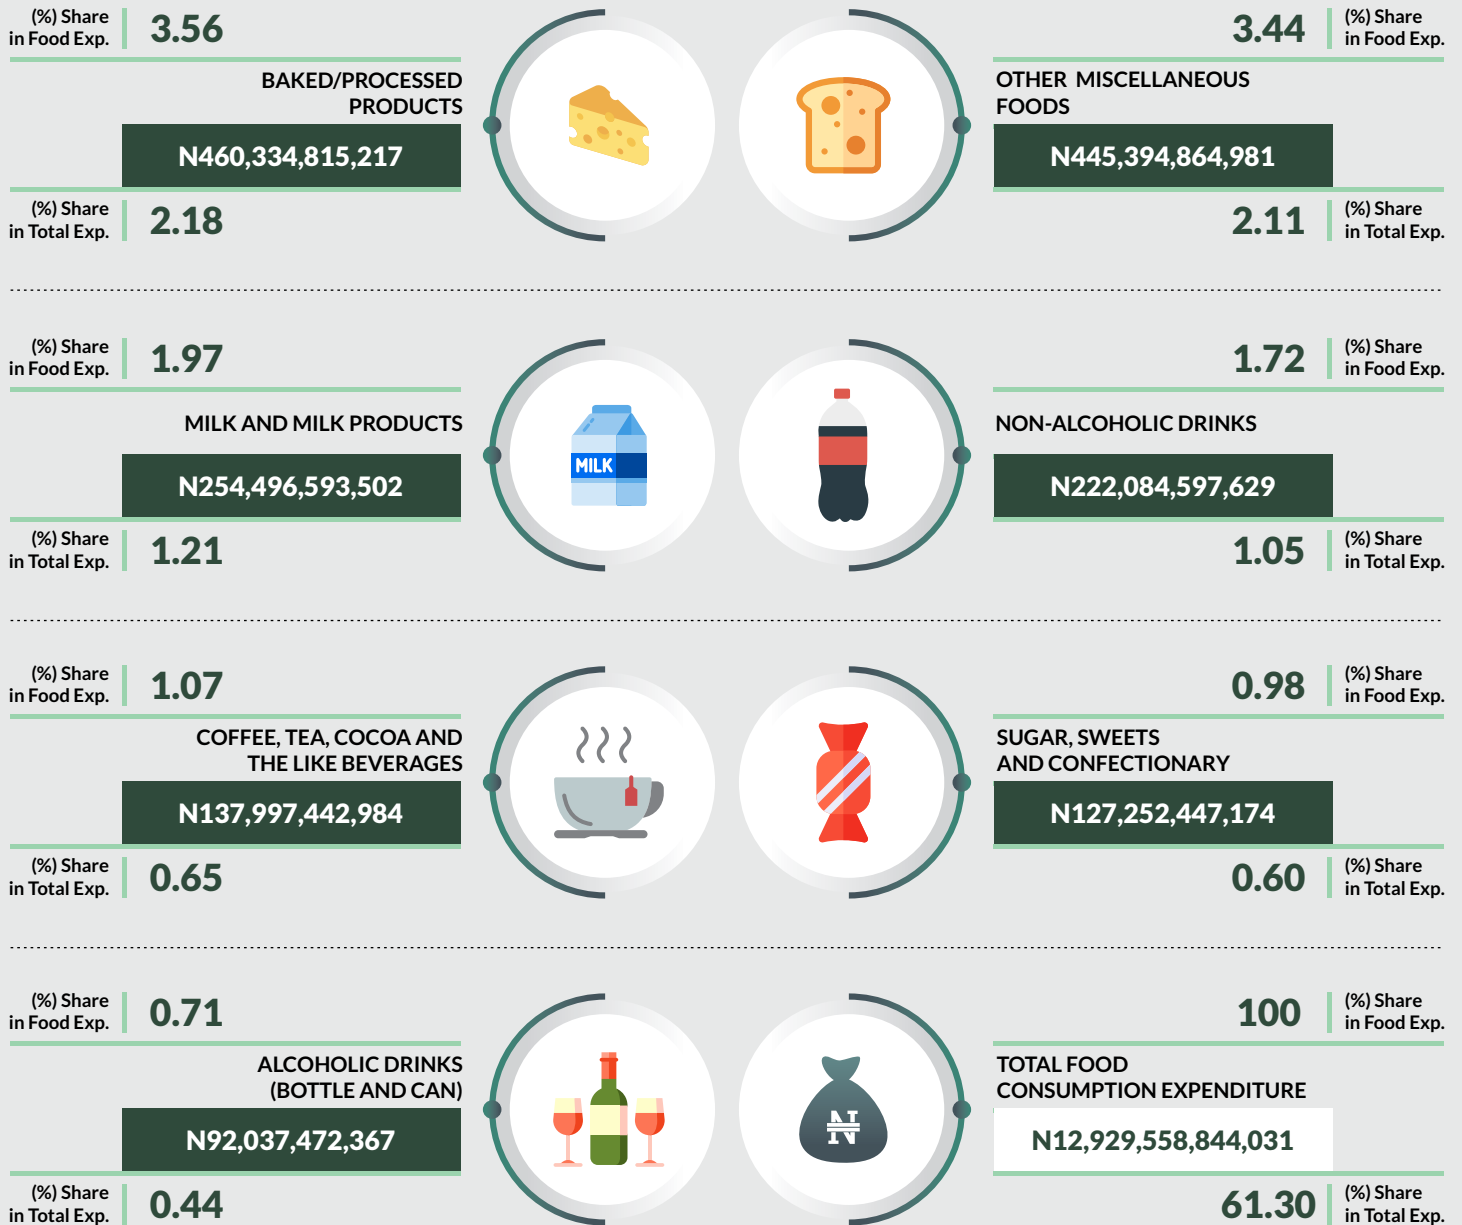 (%) Share
in Food Exp.
3.56
BAKED/PROCESSED
PRODUCTS
N460,334,815,217
(%) Share
in Total Exp.
2.18
3.44
(%) Share
in Food Exp.
OTHER MISCELLANEOUS
FOODS
N445,394,864,981
2.11
(%) Share
in Total Exp.
(%) Share
in Food Exp.
1.97
MILK AND MILK PRODUCTS
N254,496,593,502
(%) Share
in Total Exp.
1.21
MILK
1.72
(%) Share
in Food Exp.
NON-ALCOHOLIC DRINKS
N222,084,597,629
1.05
(%) Share
in Total Exp.
(%) Share
in Food Exp.
1.07
COFFEE, TEA, COCOA AND
THE LIKE BEVERAGES
N137,997,442,984
(%) Share
in Total Exp.
0.65
0.98
(%) Share
in Food Exp.
SUGAR, SWEETS
AND CONFECTIONARY
N127,252,447,174
0.60
(%) Share
in Total Exp.
(%) Share
in Food Exp.
0.71
ALCOHOLIC DRINKS
(BOTTLE AND CAN)
N92,037,472,367
(%) Share
in Total Exp.
0.44
₦
100
(%) Share
in Food Exp.
TOTAL FOOD
CONSUMPTION EXPENDITURE
N12,929,558,844,031
61.30
(%) Share
in Total Exp.